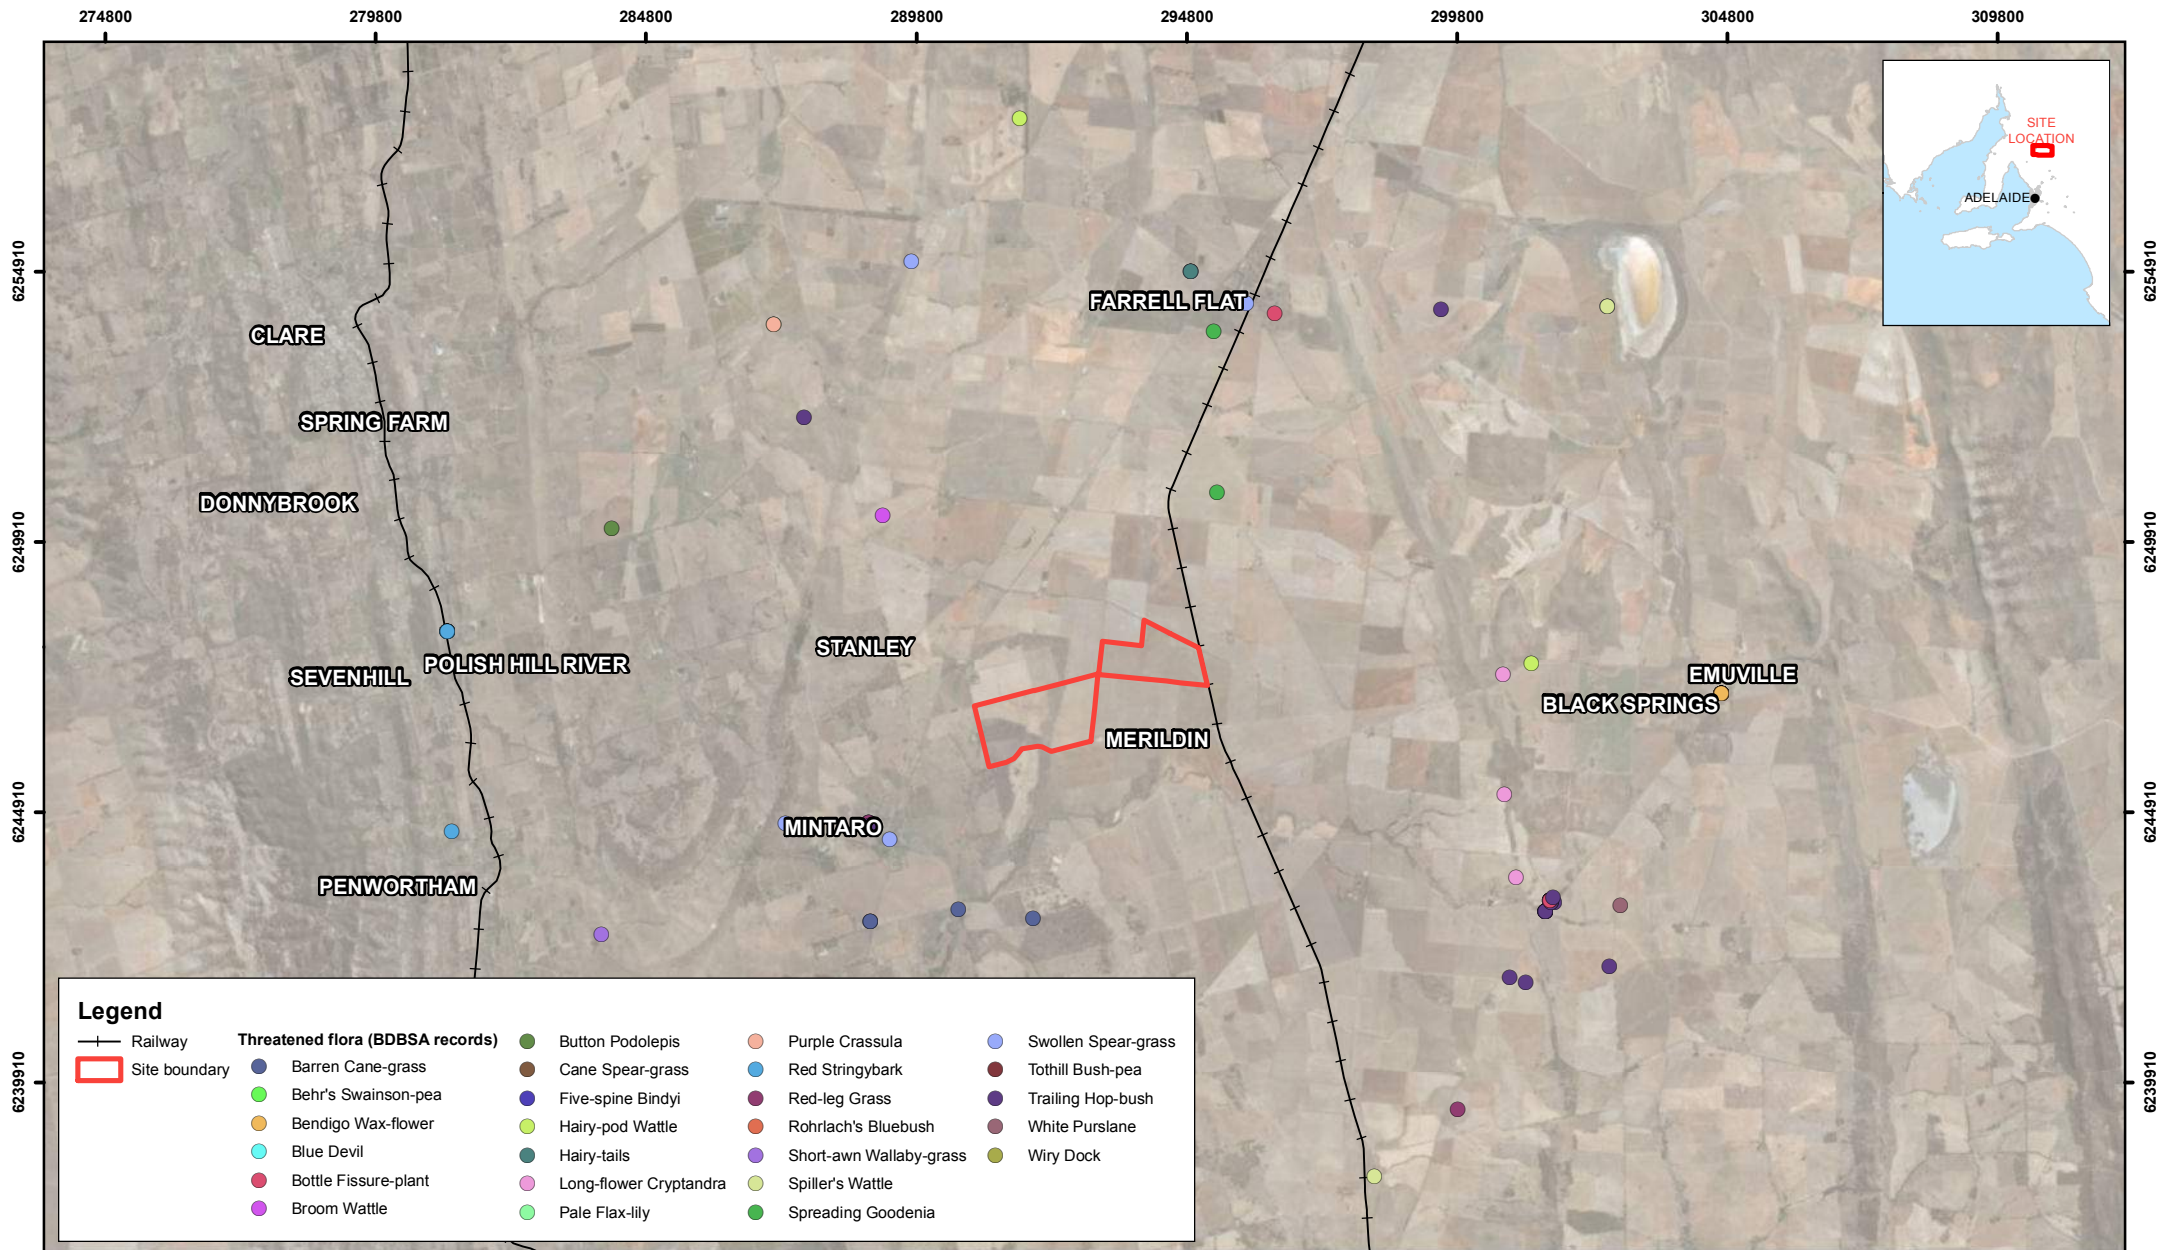 274800 279800 284800 289800 294800 299800 304800 309800
SITE
LOCATION
ADELAIDE
6254910 6254910
FARRELL FLAT
CLARE
SPRING FARM
DONNYBROOK
6249910 6249910
STANLEY
POLISH HILL RIVER
SEVENHILL
EMUVILLE
BLACK SPRINGS
MERILDIN
6244910 6244910
MINTARO
PENWORTHAM
6239910 6239910
Legend
Railway
Site boundary
Threatened flora (BDBSA records)
Barren Cane-grass
Behr's Swainson-pea
Bendigo Wax-flower
Blue Devil
Bottle Fissure-plant
Broom Wattle
Button Podolepis
Cane Spear-grass
Five-spine Bindyi
Hairy-pod Wattle
Hairy-tails
Long-flower Cryptandra
Pale Flax-lily
Purple Crassula
Red Stringybark
Red-leg Grass
Rohrlach's Bluebush
Short-awn Wallaby-grass
Spiller's Wattle
Spreading Goodenia
Swollen Spear-grass
Tothill Bush-pea
Trailing Hop-bush
White Purslane
Wiry Dock